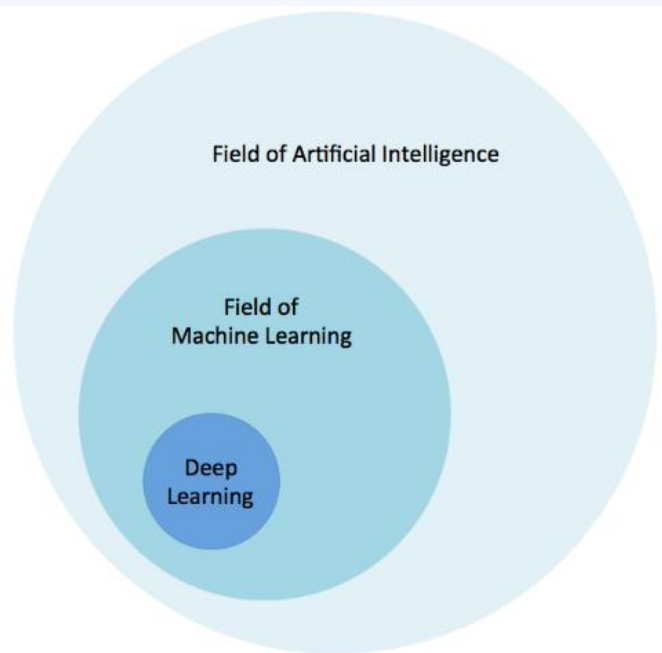 Field of Artificial Intelligence
Field of
Machine Learning
Deep
Learning